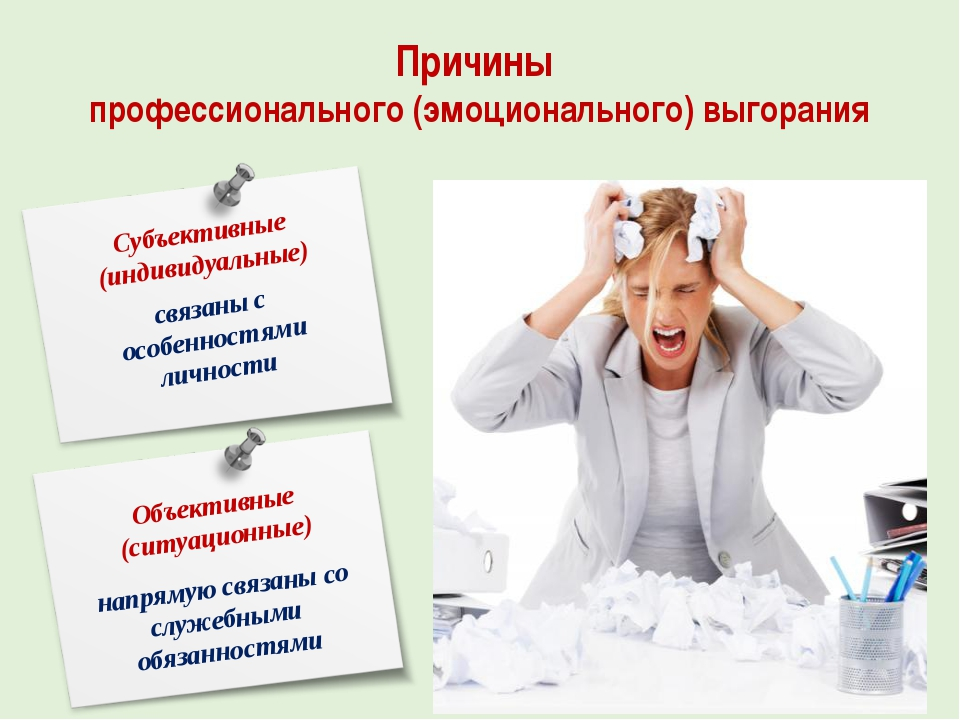 Причины
профессионального (эмоционального) выгорания
Субъективные
(индивидуальные)
связаны с
особенностями
личности
Объективные
(ситуационные)
напрямую связаны со
служебными
обязанностями